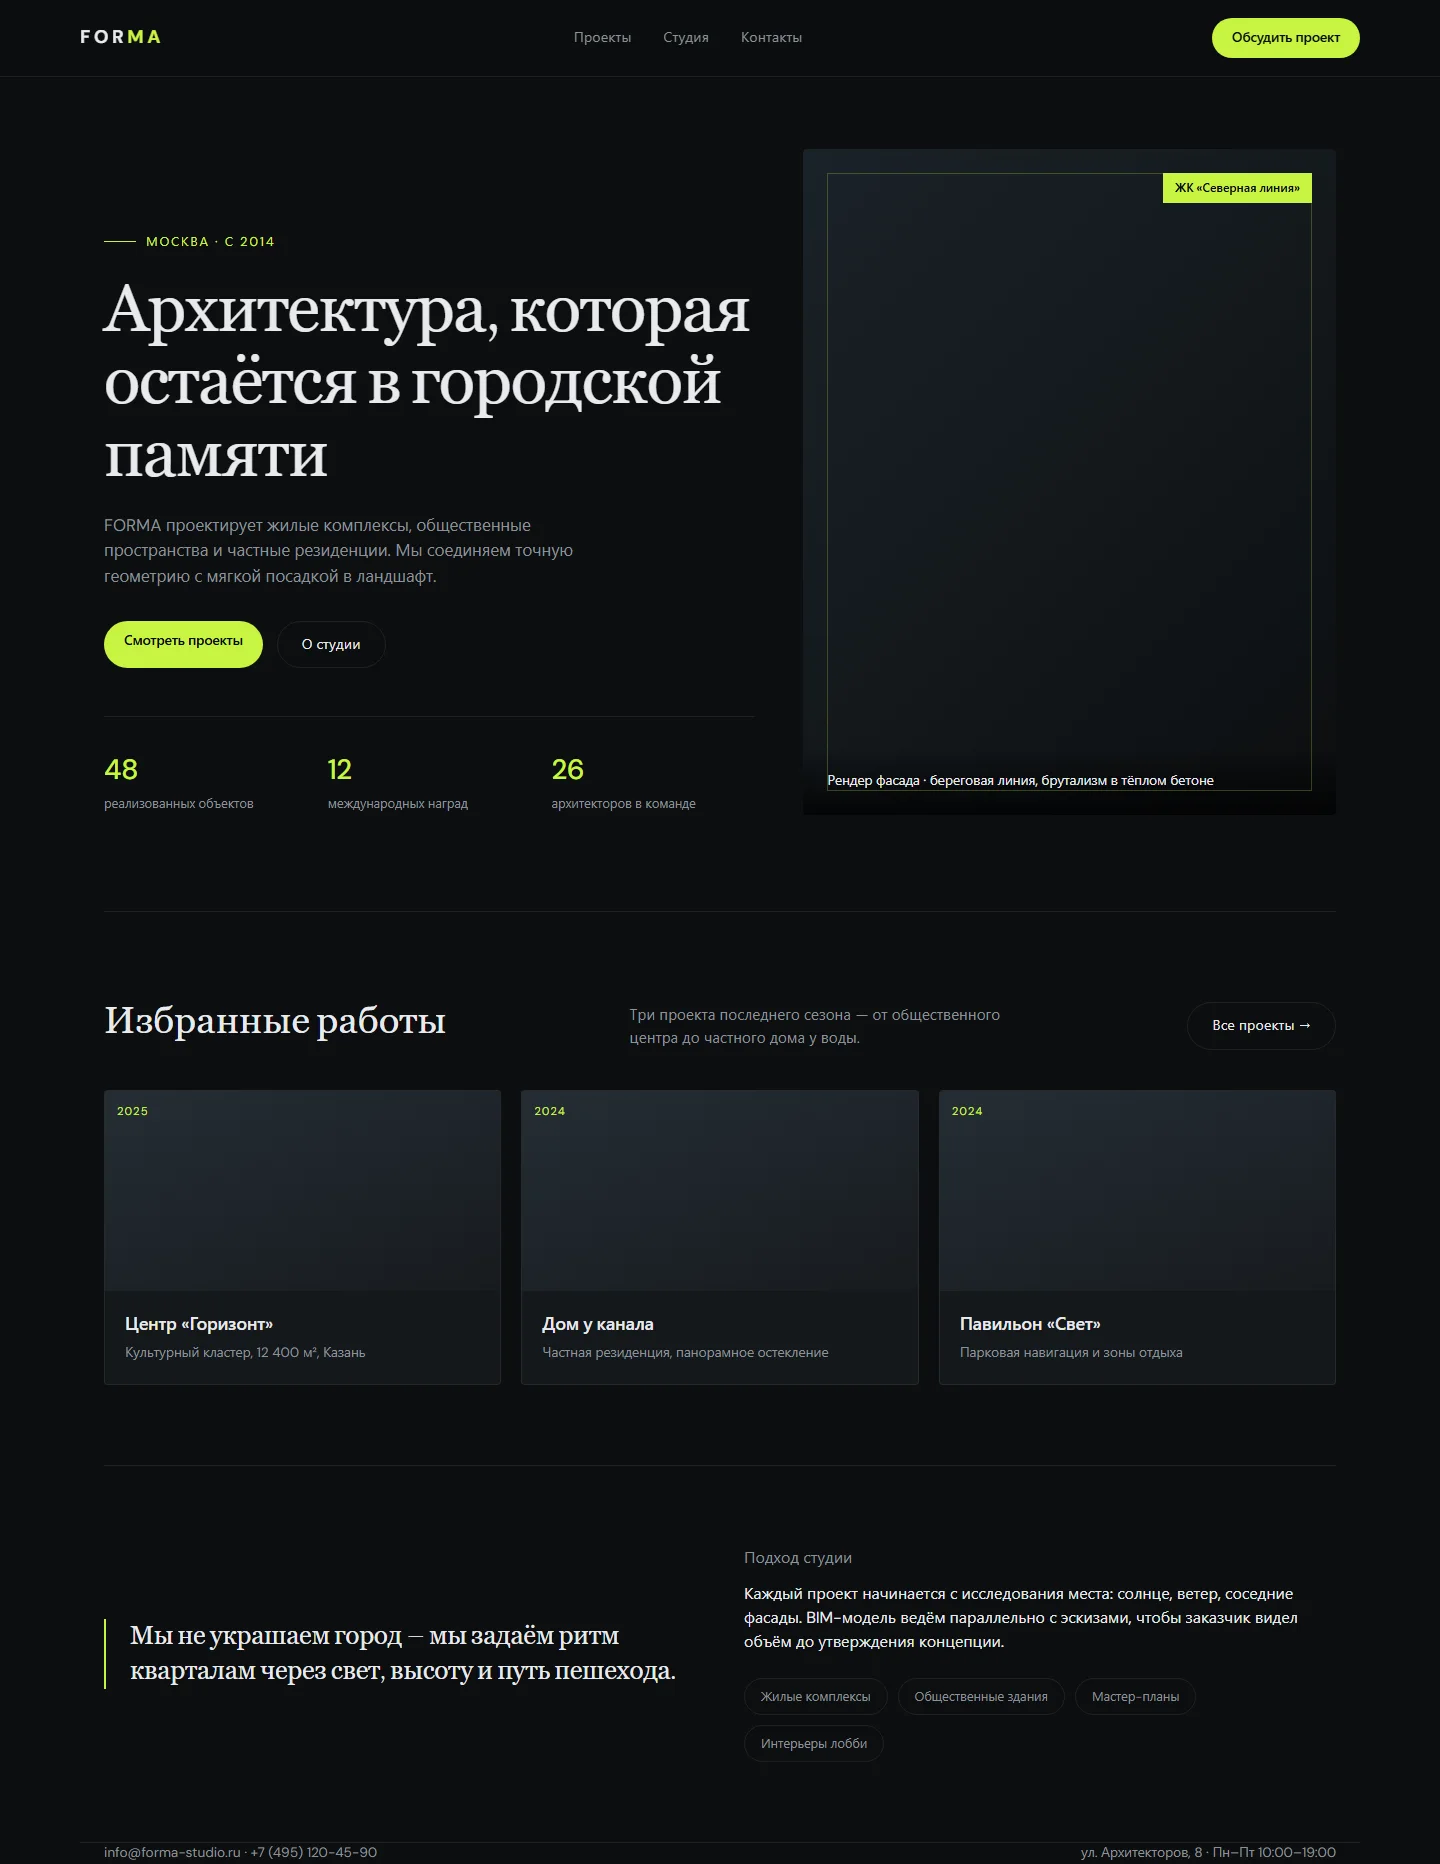 FORMA
Проекты
Студия
Контакты
Обсудить проект
МОСКВА · С 2014
Архитектура, которая
остаётся в городской
памяти
FORMA проектирует жилые комплексы, общественные
пространства и частные резиденции. Мы соединяем точную
геометрию с мягкой посадкой в ландшафт.
Смотреть проекты
О студии
48
реализованных объектов
12
международных наград
26
архитекторов в команде
ЖК «Северная линия»
Рендер фасада · береговая линия, брутализм в тёплом бетоне
Избранные работы
Три проекта последнего сезона — от общественного
центра до частного дома у воды.
Все проекты →
2025
Центр «Горизонт»
Культурный кластер, 12 400 м², Казань
2024
Дом у канала
Частная резиденция, панорамное остекление
2024
Павильон «Свет»
Парковая навигация и зоны отдыха
Мы не украшаем город — мы задаём ритм
кварталам через свет, высоту и путь пешехода.
Подход студии
Каждый проект начинается с исследования места: солнце, ветер, соседние
фасады. BIM-модель ведём параллельно с эскизами, чтобы заказчик видел
объём до утверждения концепции.
Жилые комплексы
Общественные здания
Мастер-планы
Интерьеры лобби
info@forma-studio.ru · +7 (495) 120-45-90
ул. Архитекторов, 8 · Пн–Пт 10:00–19:00